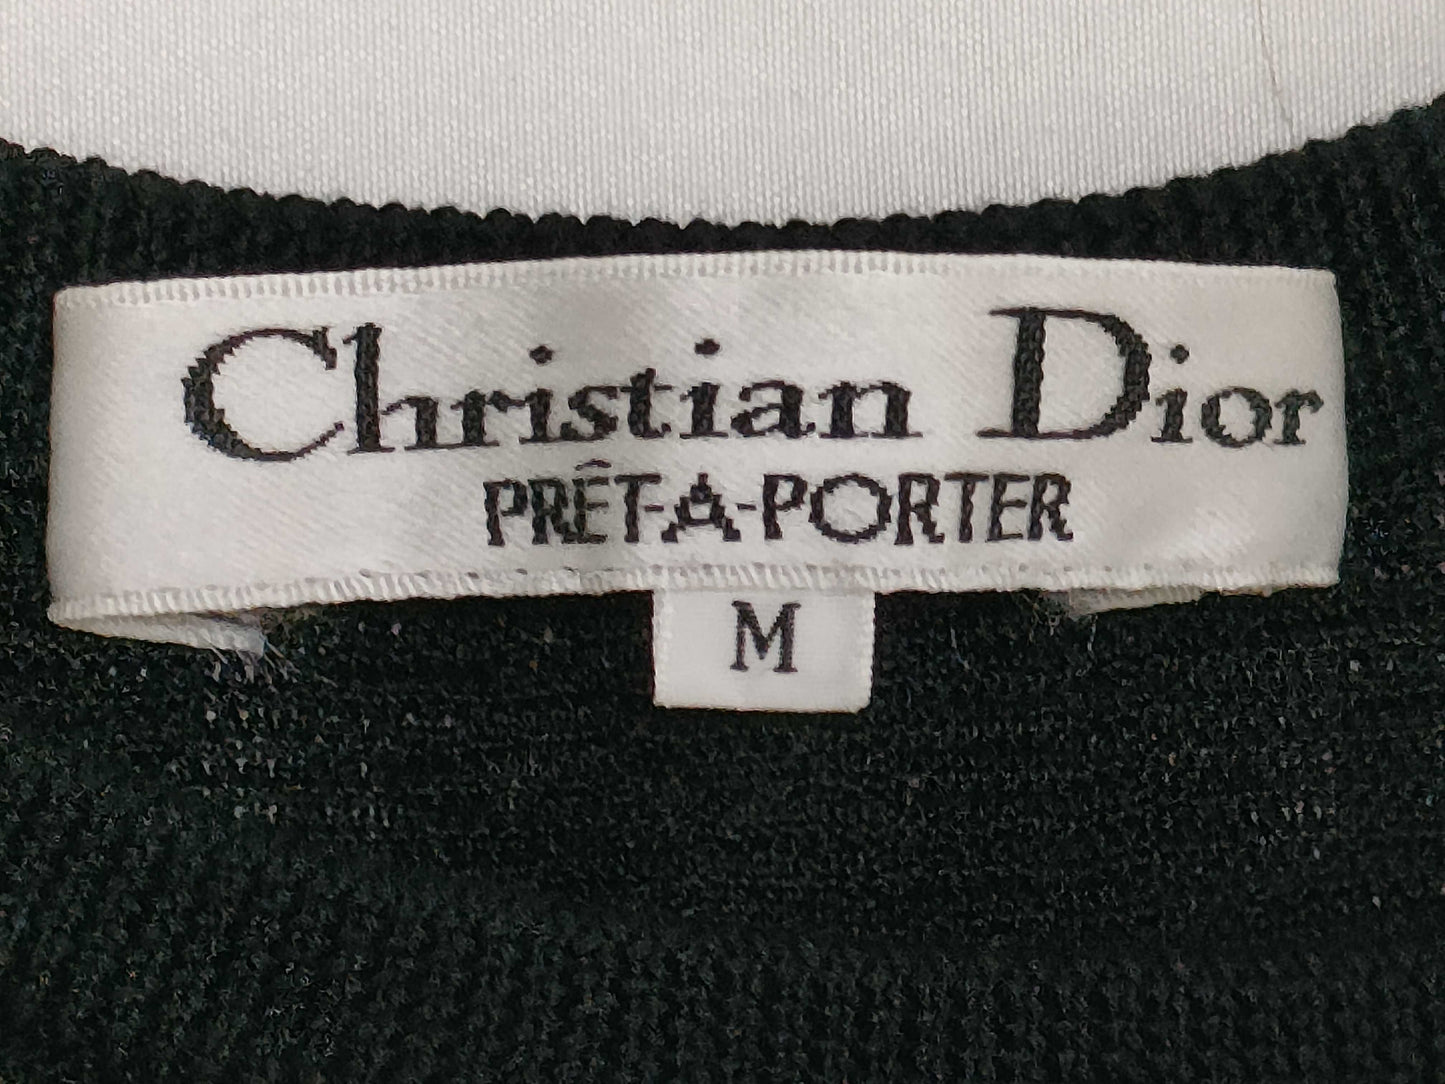 Christian Dior
PRÊT-A-PORTER
M